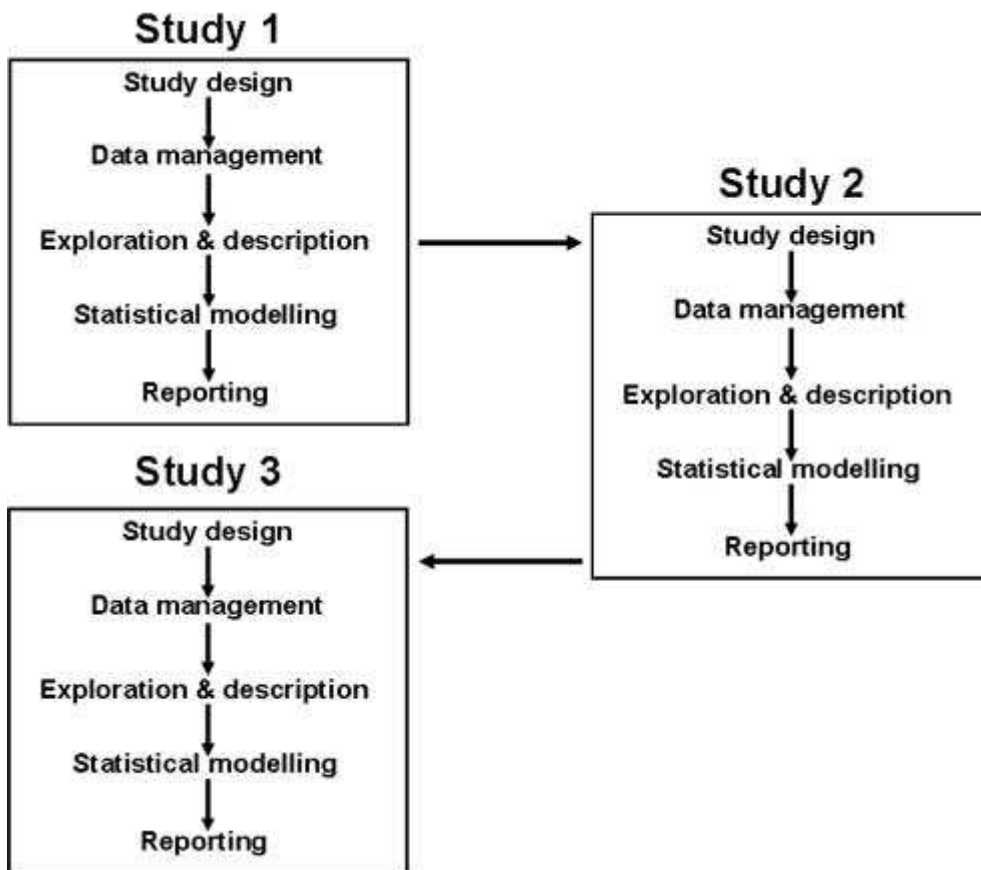 Study 1
Study design
Data management
Exploration & description
Statistical modelling
Reporting
Study 2
Study design
Data management
Exploration & description
Statistical modelling
Reporting
Study 3
Study design
Data management
Exploration & description
Statistical modelling
Reporting